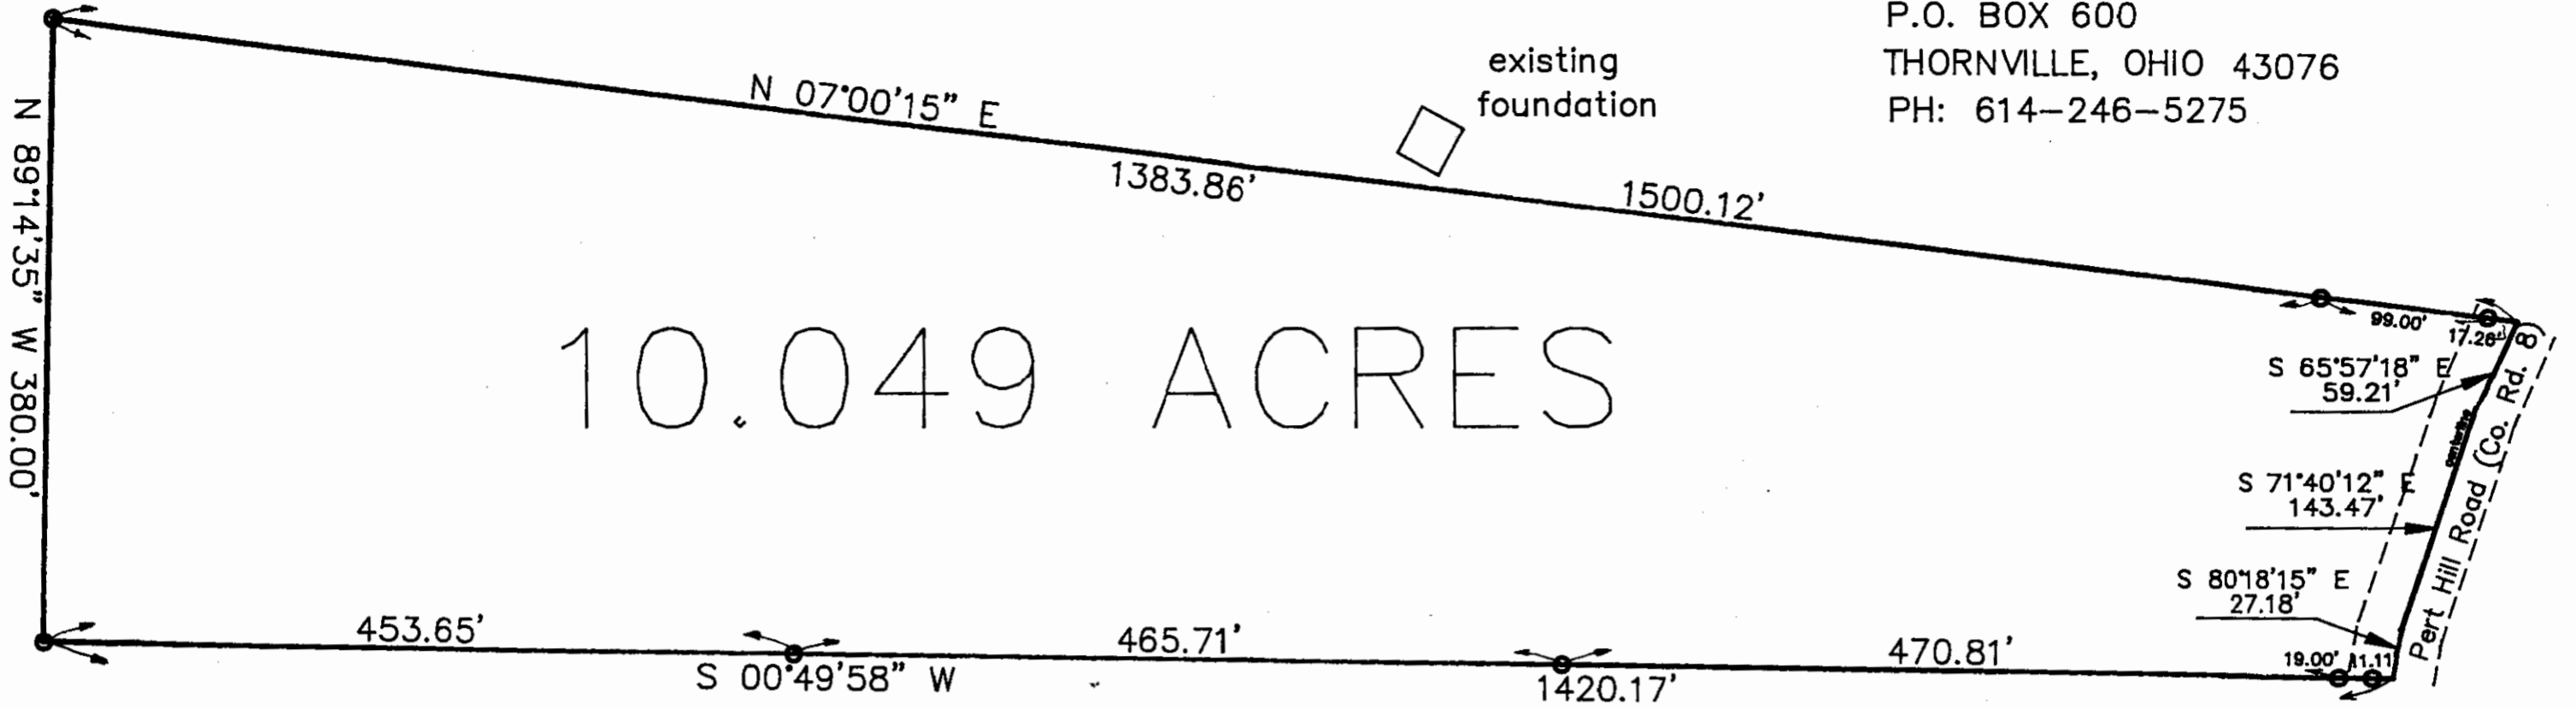 P.O. BOX 600
THORNVILLE, OHIO 43076
PH: 614-246-5275
existing
foundation
N 07°00'15" E
1383.86'
1500.12'
N 89°14'35" W 380.00'
10.049 ACRES
99.00'
17.26'
S 65°57'18" E
59.21'
centerline
S 71°40'12" E
143.47'
S 80°18'15" E
27.18'
Pert Hill Road (Co. Rd. 8)
453.65'
465.71'
470.81'
19.00'
11.11
S 00°49'58" W
1420.17'